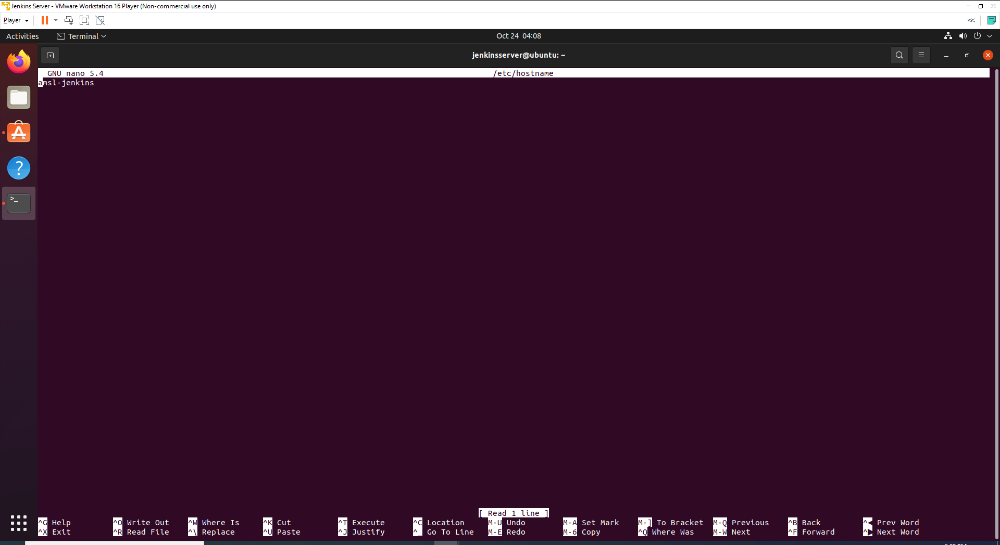 Jenkins Server - VMware Workstation 16 Player (Non-commercial use only)
Player
Activities Terminal Oct 24 04:08
jenkinsserver@ubuntu: ~
GNU nano 5.4 /etc/hostname
amsl-jenkins
[ Read 1 line ]
^G Help ^O Write Out ^W Where Is ^K Cut ^T Execute ^C Location M-U Undo M-A Set Mark M-] To Bracket M-Q Previous ^B Back ^◀ Prev Word
^X Exit ^R Read File ^\ Replace ^U Paste ^J Justify ^_ Go To Line M-E Redo M-6 Copy ^Q Where Was M-W Next ^F Forward ^▶ Next Word